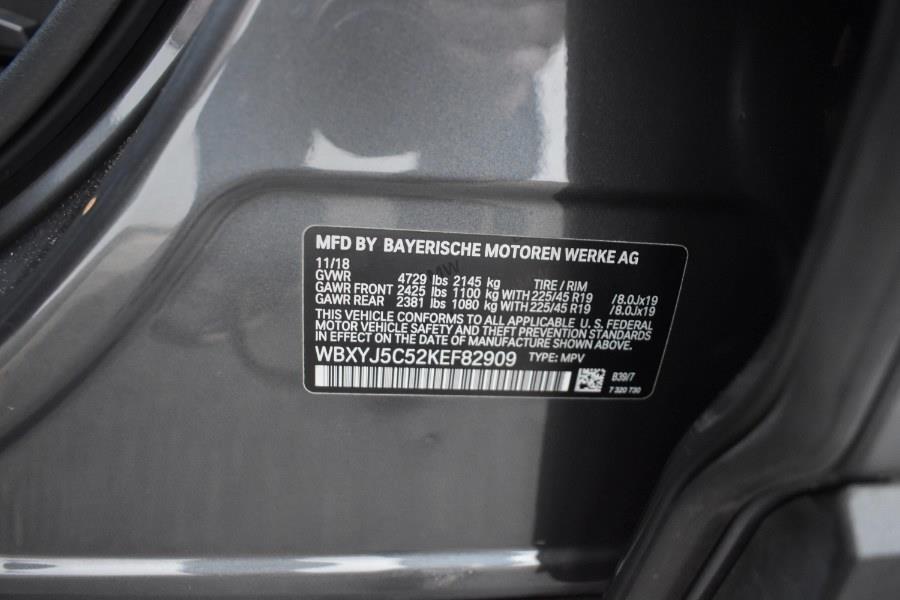 MFD BY BAYERISCHE MOTOREN WERKE AG
11/18
GVWR 4729 lbs 2145 kg TIRE / RIM
GAWR FRONT 2425 lbs 1100 kg WITH 225/45 R19 /8.0Jx19
GAWR REAR 2381 lbs 1080 kg WITH 225/45 R19 /8.0Jx19
THIS VEHICLE CONFORMS TO ALL APPLICABLE U. S. FEDERAL
MOTOR VEHICLE SAFETY AND THEFT PREVENTION STANDARDS
IN EFFECT ON THE DATE OF MANUFACTURE SHOWN ABOVE.
WBXYJ5C52KEF82909 TYPE: MPV
B39/7
7 320 730